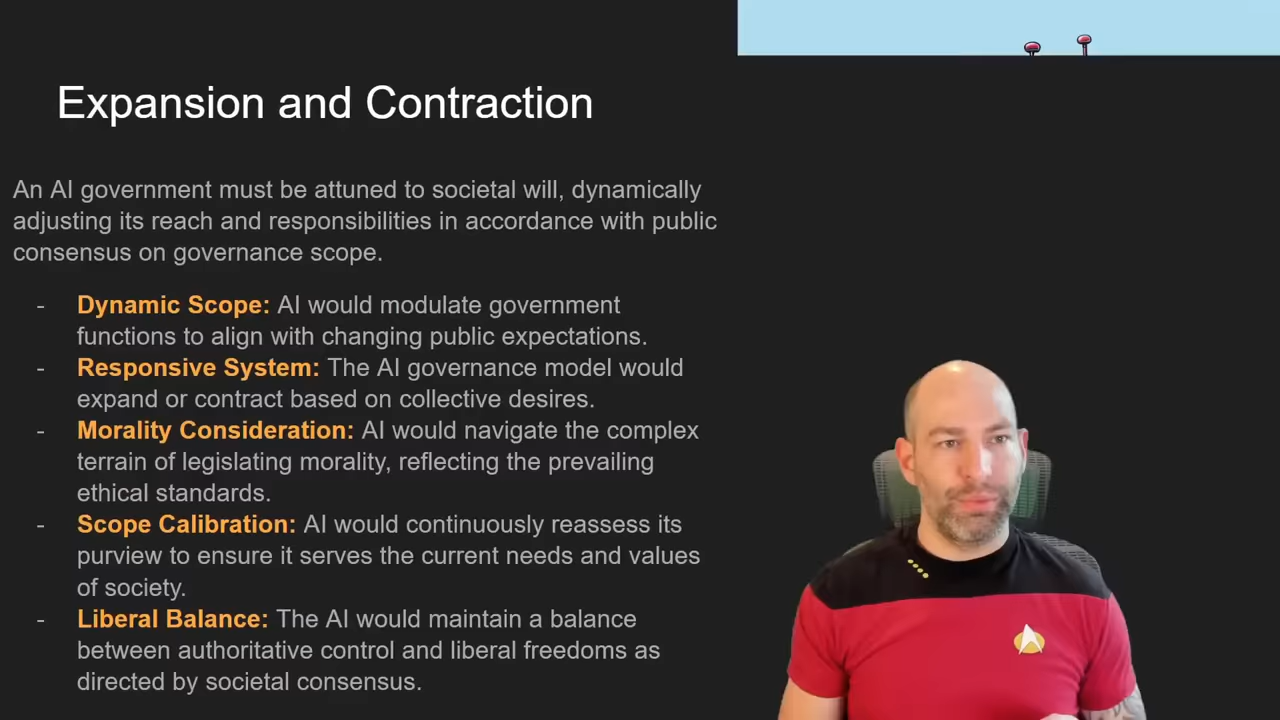 Expansion and Contraction
An AI government must be attuned to societal will, dynamically
adjusting its reach and responsibilities in accordance with public
consensus on governance scope.
- Dynamic Scope: AI would modulate government
functions to align with changing public expectations.
- Responsive System: The AI governance model would
expand or contract based on collective desires.
- Morality Consideration: AI would navigate the complex
terrain of legislating morality, reflecting the prevailing
ethical standards.
- Scope Calibration: AI would continuously reassess its
purview to ensure it serves the current needs and values
of society.
- Liberal Balance: The AI would maintain a balance
between authoritative control and liberal freedoms as
directed by societal consensus.